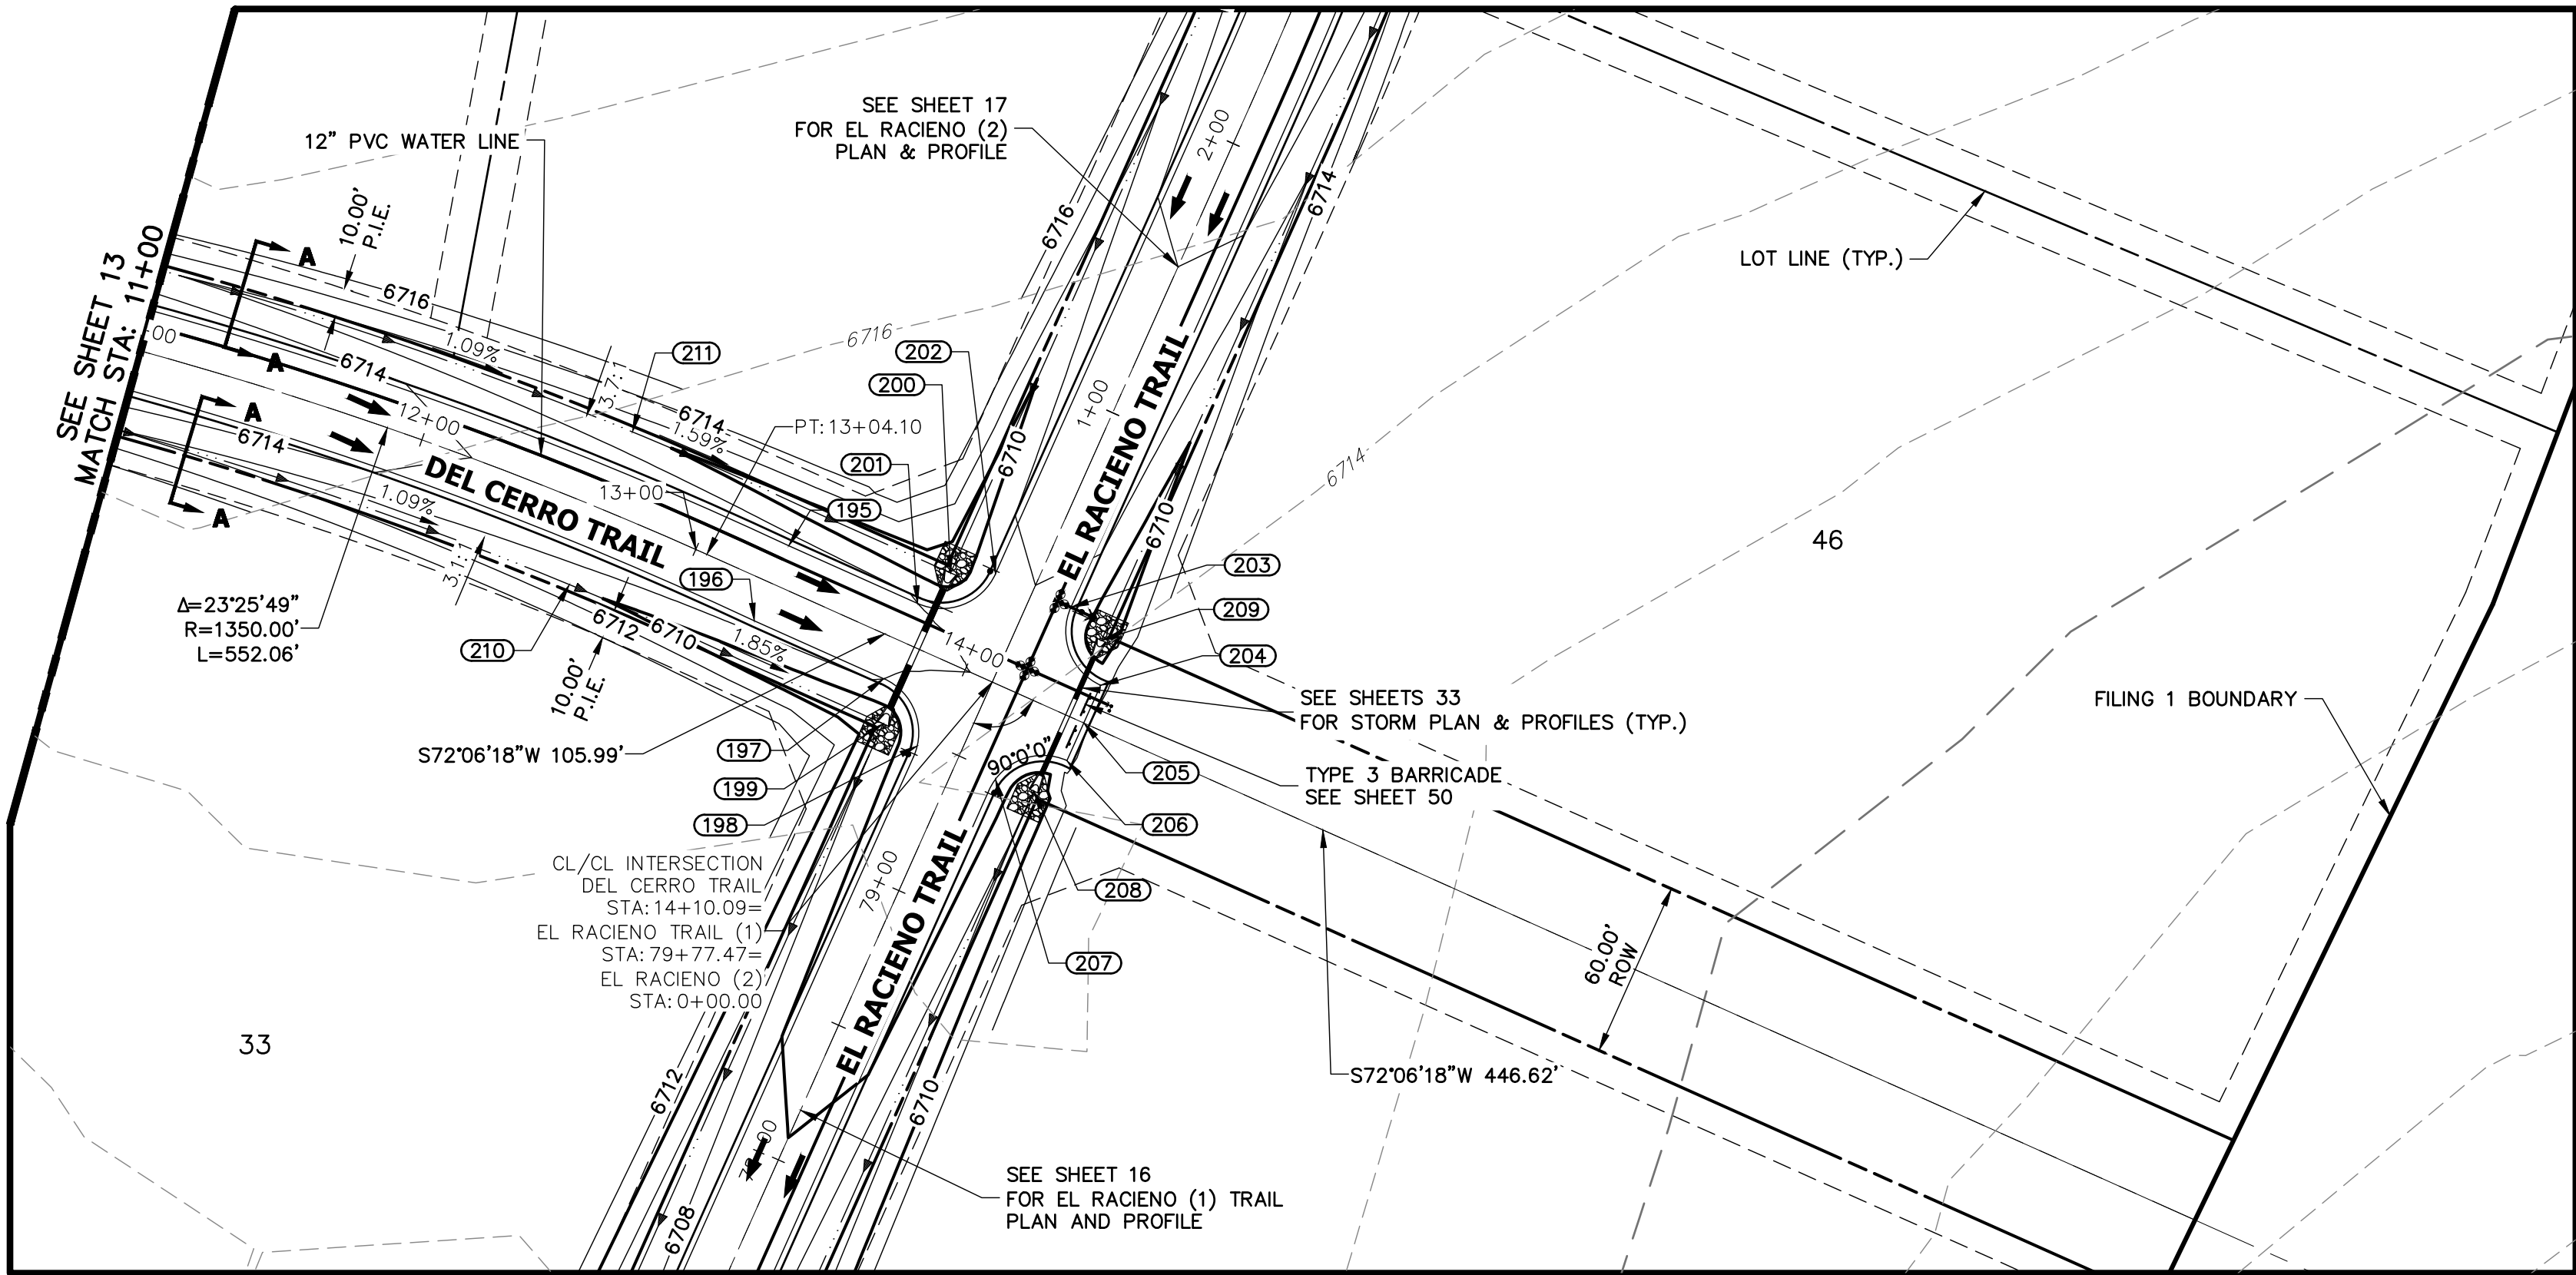 SEE SHEET 17
FOR EL RACIENO (2)
PLAN & PROFILE
12" PVC WATER LINE
2+00
6714
6716
10.00'
P.I.E.
LOT LINE (TYP.)
SEE SHEET 13
MATCH STA: 11+00
A
6716
1.09%
00
6714
A
211
6716
202
200
EL RACIENO TRAIL
1+00
A
12+00
6714
6714
1.59%
PT: 13+04.10
201
6710
6714
DEL CERRO TRAIL
1.09%
13+00
195
6710
A
46
203
196
209
Δ=23°25'49"
R=1350.00'
L=552.06'
210
6712
6710
1.85%
14+00
204
10.00'
P.I.E.
SEE SHEETS 33
FOR STORM PLAN & PROFILES (TYP.)
FILING 1 BOUNDARY
S72°06'18"W 105.99'
197
90°0'0"
205
TYPE 3 BARRICADE
SEE SHEET 50
199
198
206
CL/CL INTERSECTION
DEL CERRO TRAIL
STA: 14+10.09=
EL RACIENO TRAIL (1)
STA: 79+77.47=
EL RACIENO (2)
STA: 0+00.00
79+00
208
EL RACIENO TRAIL
207
60.00'
ROW
33
S72°06'18"W 446.62'
6712
6710
SEE SHEET 16
FOR EL RACIENO (1) TRAIL
PLAN AND PROFILE
6708